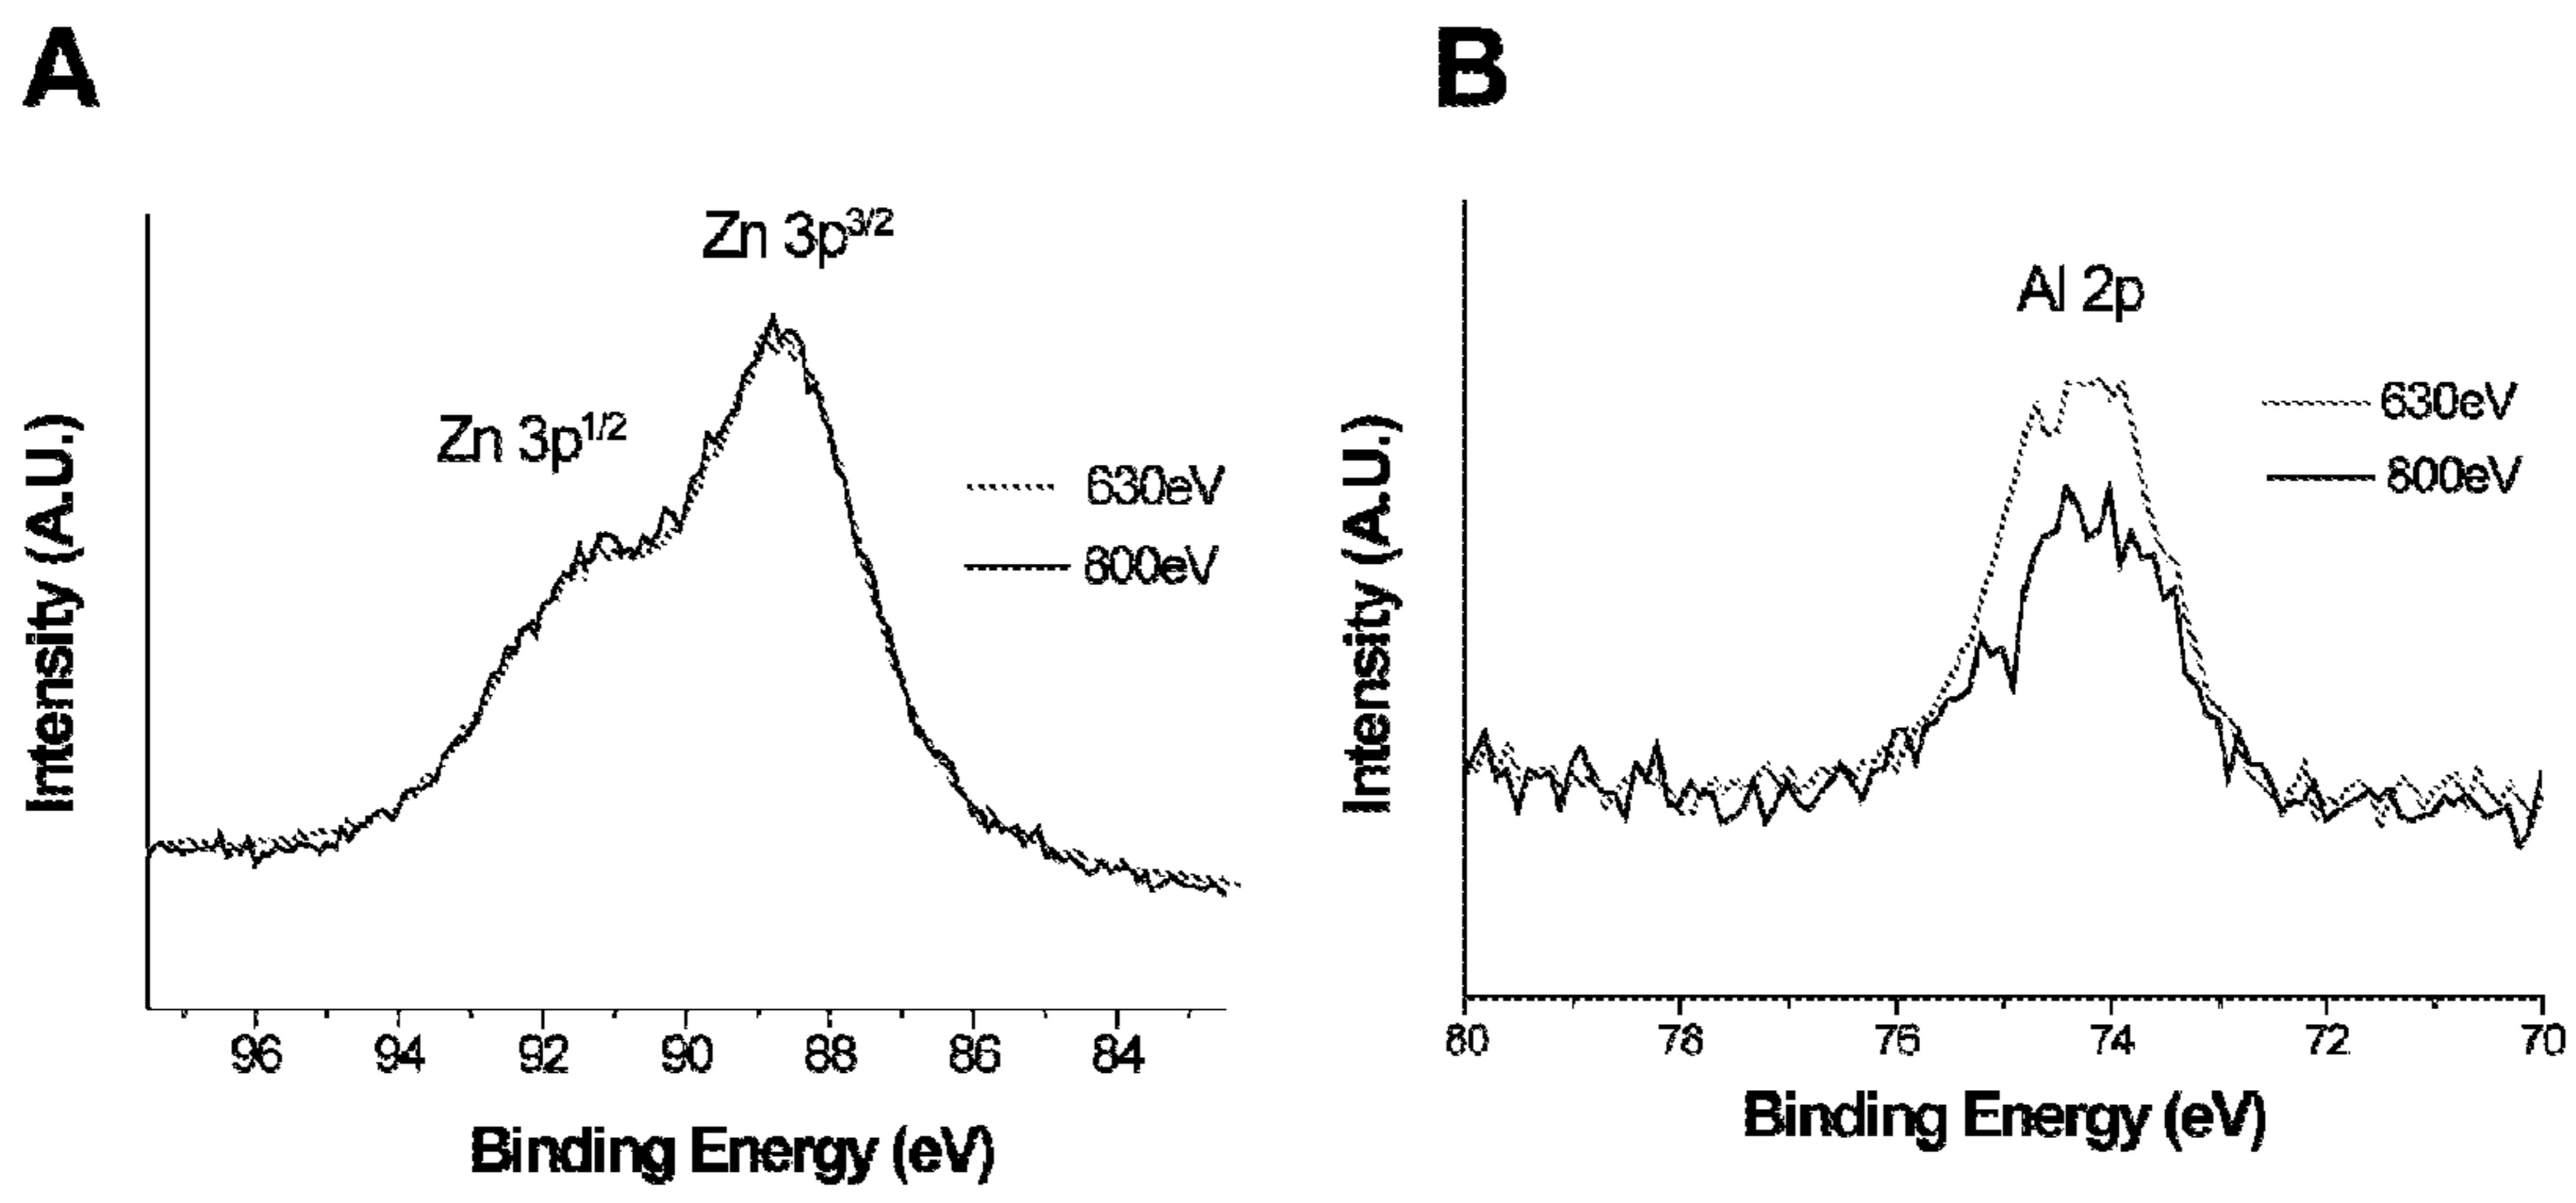 A
B
Zn 3p3/2
Zn 3p1/2
630eV
800eV
Intensity (A.U.)
96 94 92 90 88 86 84
Binding Energy (eV)
Al 2p
630eV
800eV
Intensity (A.U.)
80 78 76 74 72 70
Binding Energy (eV)